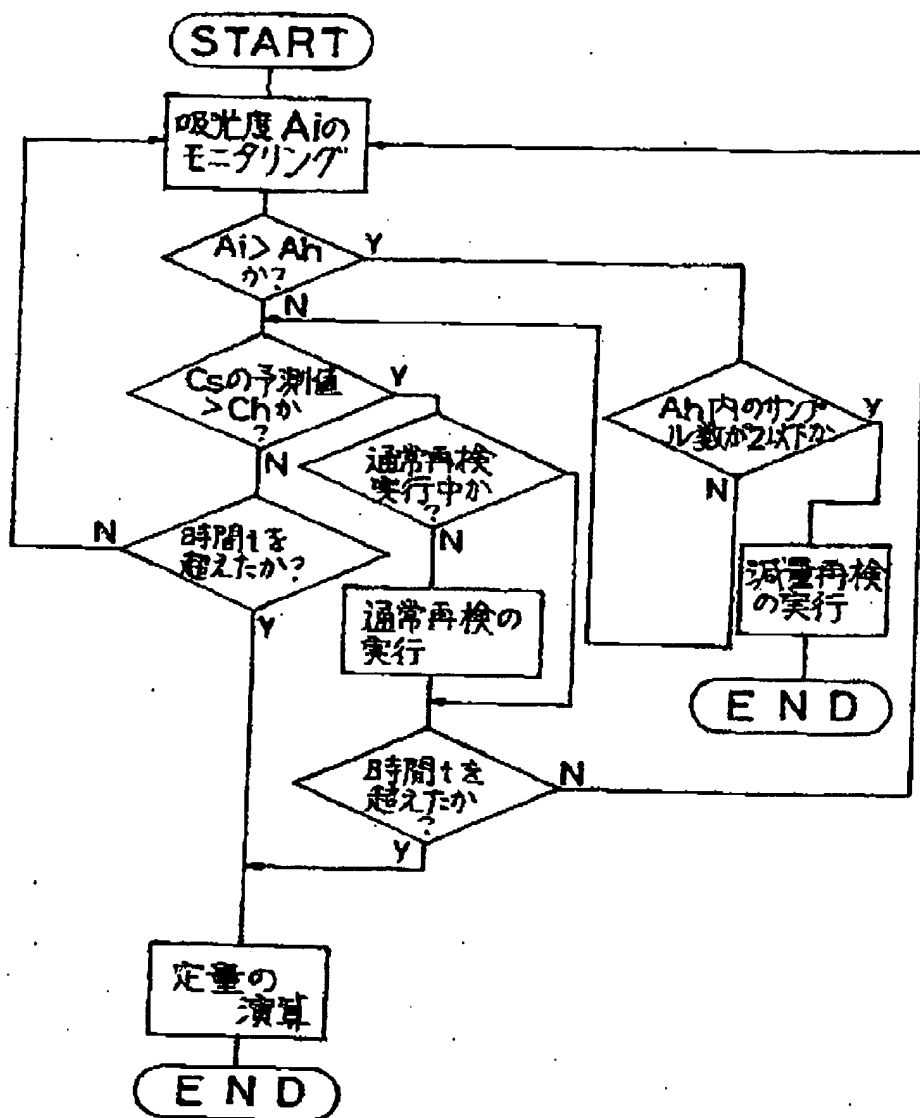 START
吸光度 Aiの
モニタリング
Ai > Ah
か?
Y
N
Csの予測値
> Chか
?
Y
N
通常再検
実行中か
?
N
Ah内のサンプ
ル数が2以下か
Y
N
時間tを
超えたか?
N
Y
通常再検の
実行
減量再検
の実行
END
時間tを
超えたか
?
N
Y
定量の
演算
END